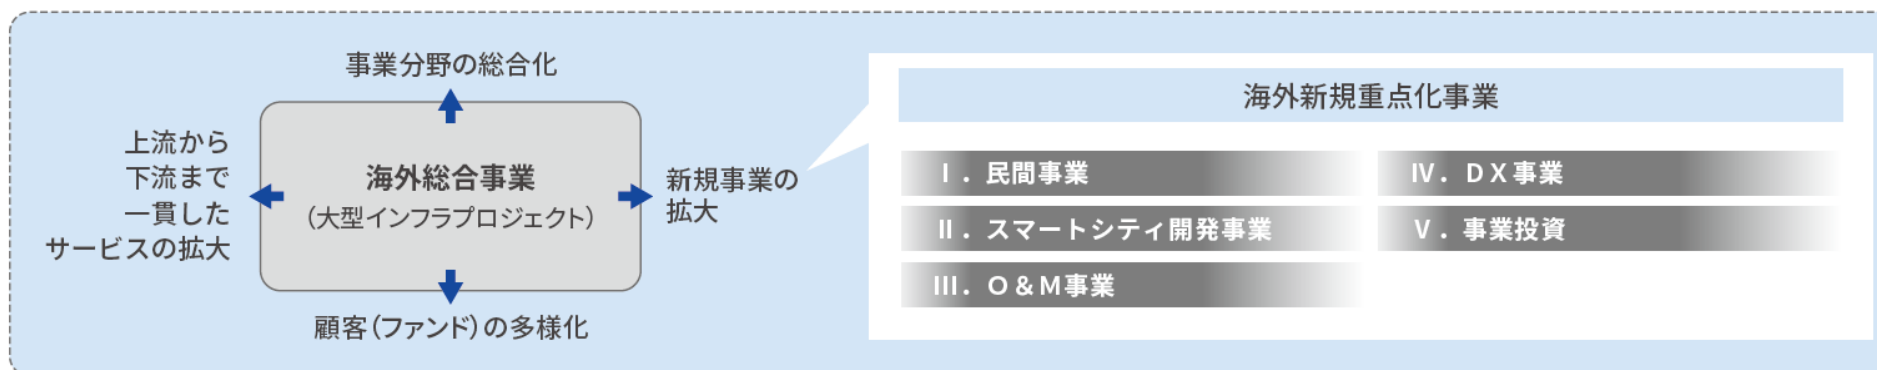 事業分野の総合化
上流から
下流まで
一貫した
サービスの拡大
海外総合事業
（大型インフラプロジェクト）
新規事業の
拡大
顧客（ファンド）の多様化
海外新規重点化事業
Ⅰ．民間事業
Ⅱ．スマートシティ開発事業
Ⅲ．Ｏ＆Ｍ事業
Ⅳ．ＤＸ事業
Ⅴ．事業投資